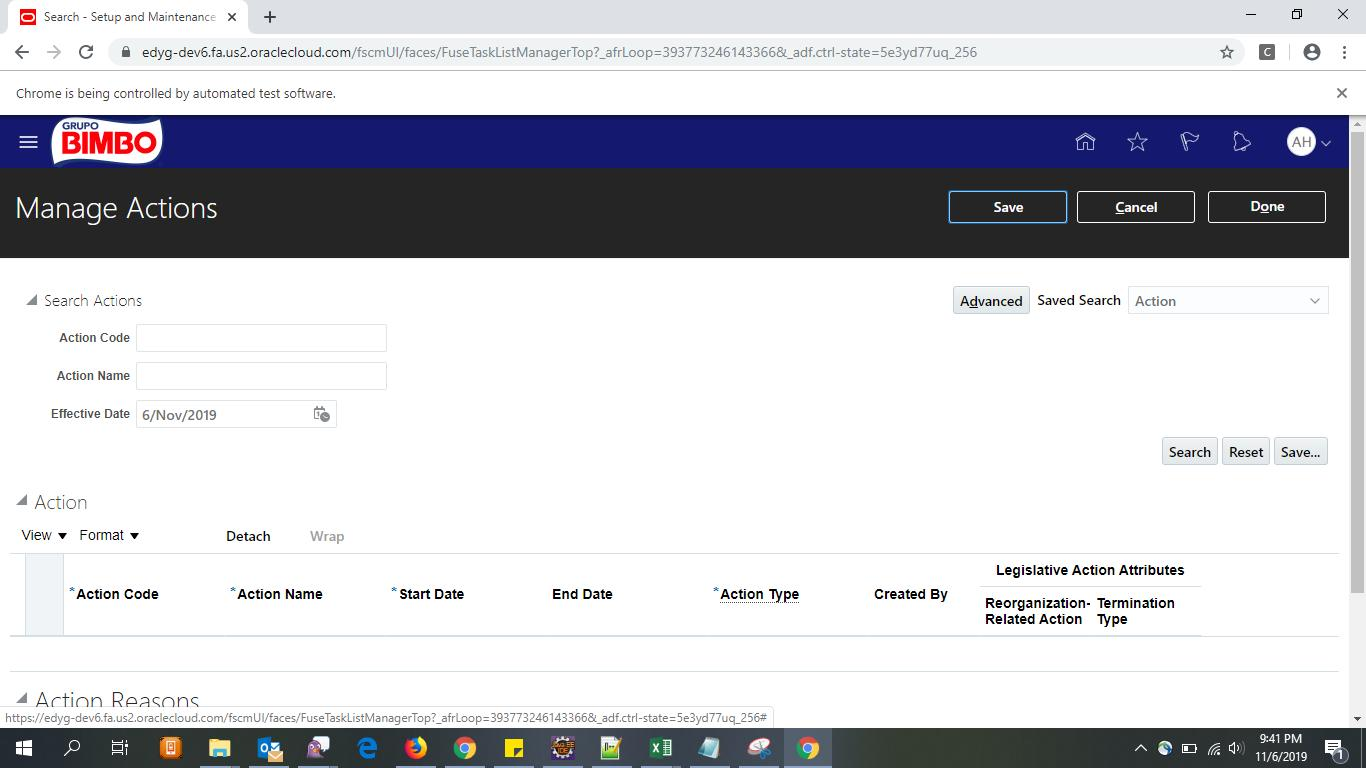 Search - Setup and Maintenance
edyg-dev6.fa.us2.oraclecloud.com/fscmUI/faces/FuseTaskListManagerTop?_afrLoop=393773246143366&_adf.ctrl-state=5e3yd77uq_256
C
Chrome is being controlled by automated test software.
GRUPO
BIMBO
AH
Manage Actions
Save
Cancel
Done
Search Actions
Advanced
Saved Search
Action
Action Code
Action Name
Effective Date
6/Nov/2019
Search
Reset
Save...
Action
View
Format
Detach
Wrap
Legislative Action Attributes
*Action Code
*Action Name
*Start Date
End Date
*Action Type
Created By
Reorganization-
Related Action
Termination
Type
Action Reasons
https://edyg-dev6.fa.us2.oraclecloud.com/fscmUI/faces/FuseTaskListManagerTop?_afrLoop=393773246143366&_adf.ctrl-state=5e3yd77uq_256#
9:41 PM
11/6/2019
1